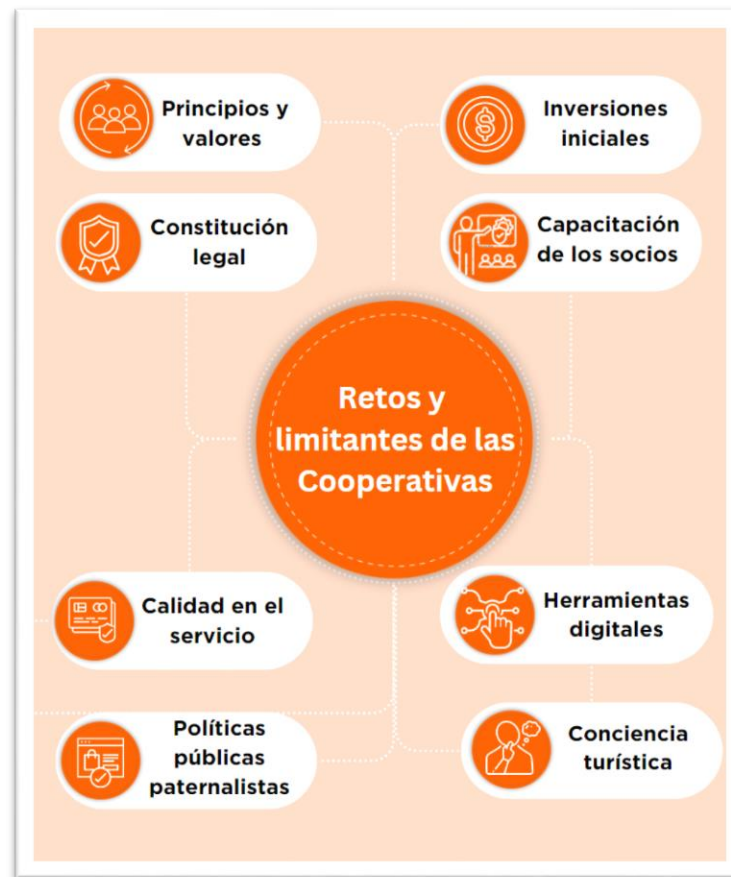 Principios y
valores
Inversiones
iniciales
Constitución
legal
Capacitación
de los socios
Retos y
limitantes de las
Cooperativas
Calidad en el
servicio
Herramientas
digitales
Políticas
públicas
paternalistas
Conciencia
turística